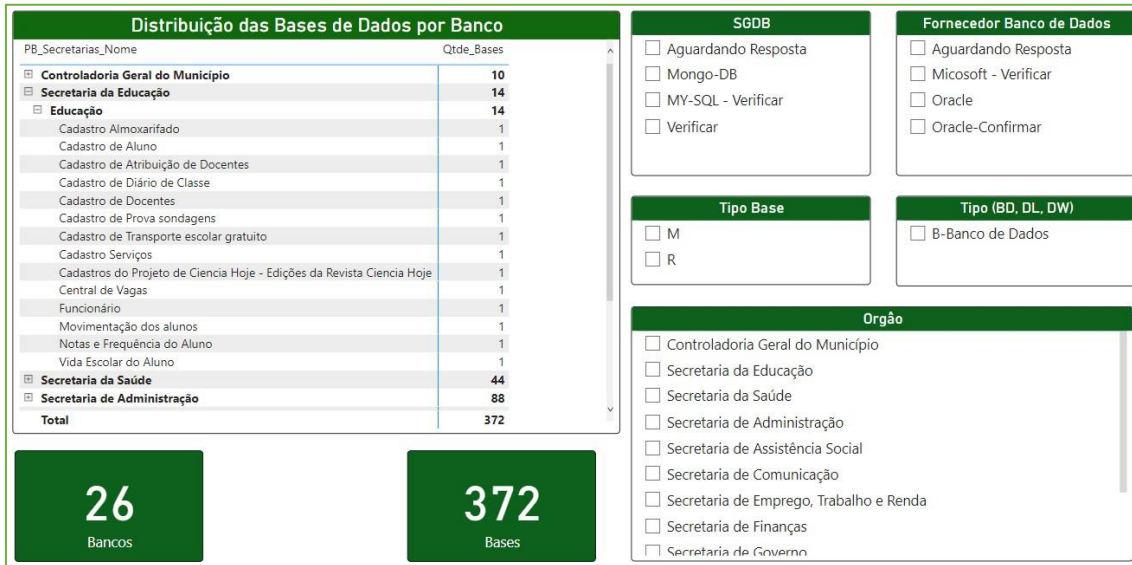 Distribuição das Bases de Dados por Banco
PB_Secretarias_Nome Qtde_Bases
Controladoria Geral do Município 10
Secretaria da Educação 14
Educação 14
Cadastro Almoxarifado 1
Cadastro de Aluno 1
Cadastro de Atribuição de Docentes 1
Cadastro de Diário de Classe 1
Cadastro de Docentes 1
Cadastro de Prova sondagens 1
Cadastro de Transporte escolar gratuito 1
Cadastro Serviços 1
Cadastros do Projeto de Ciencia Hoje - Edições da Revista Ciencia Hoje 1
Central de Vagas 1
Funcionário 1
Movimentação dos alunos 1
Notas e Frequência do Aluno 1
Vida Escolar do Aluno 1
Secretaria da Saúde 44
Secretaria de Administração 88
Total 372
26
Bancos
372
Bases
SGDB
Aguardando Resposta
Mongo-DB
MY-SQL - Verificar
Verificar
Fornecedor Banco de Dados
Aguardando Resposta
Micosoft - Verificar
Oracle
Oracle-Confirmar
Tipo Base
M
R
Tipo (BD, DL, DW)
B-Banco de Dados
Orgâo
Controladoria Geral do Município
Secretaria da Educação
Secretaria da Saúde
Secretaria de Administração
Secretaria de Assistência Social
Secretaria de Comunicação
Secretaria de Emprego, Trabalho e Renda
Secretaria de Finanças
Secretaria de Governo